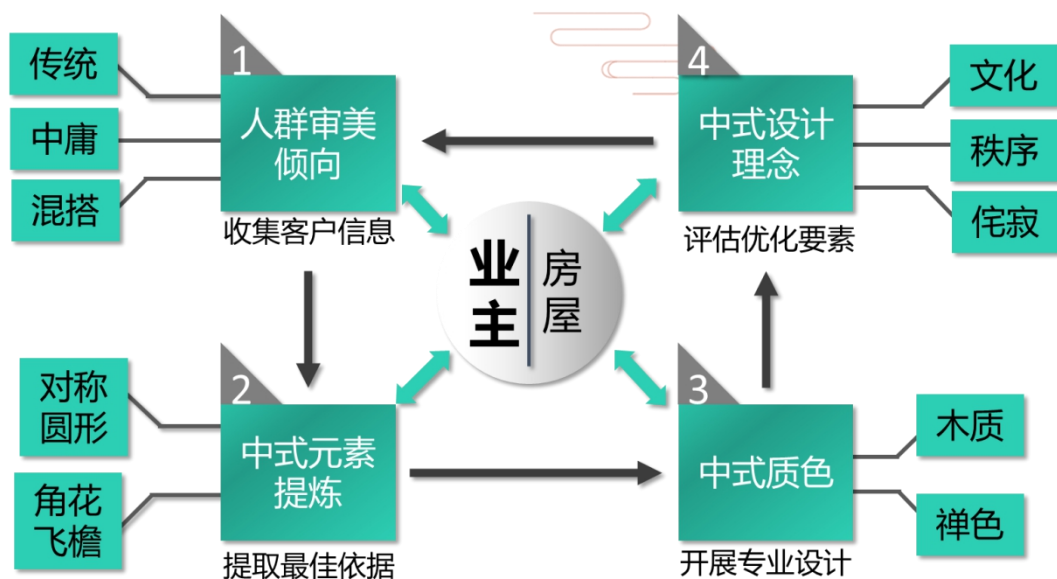 传统
中庸
混搭
1
人群审美
倾向
收集客户信息
4
中式设计
理念
评估优化要素
文化
秩序
侘寂
业
主
房
屋
对称
圆形
角花
飞檐
2
中式元素
提炼
提取最佳依据
3
中式质色
开展专业设计
木质
禅色